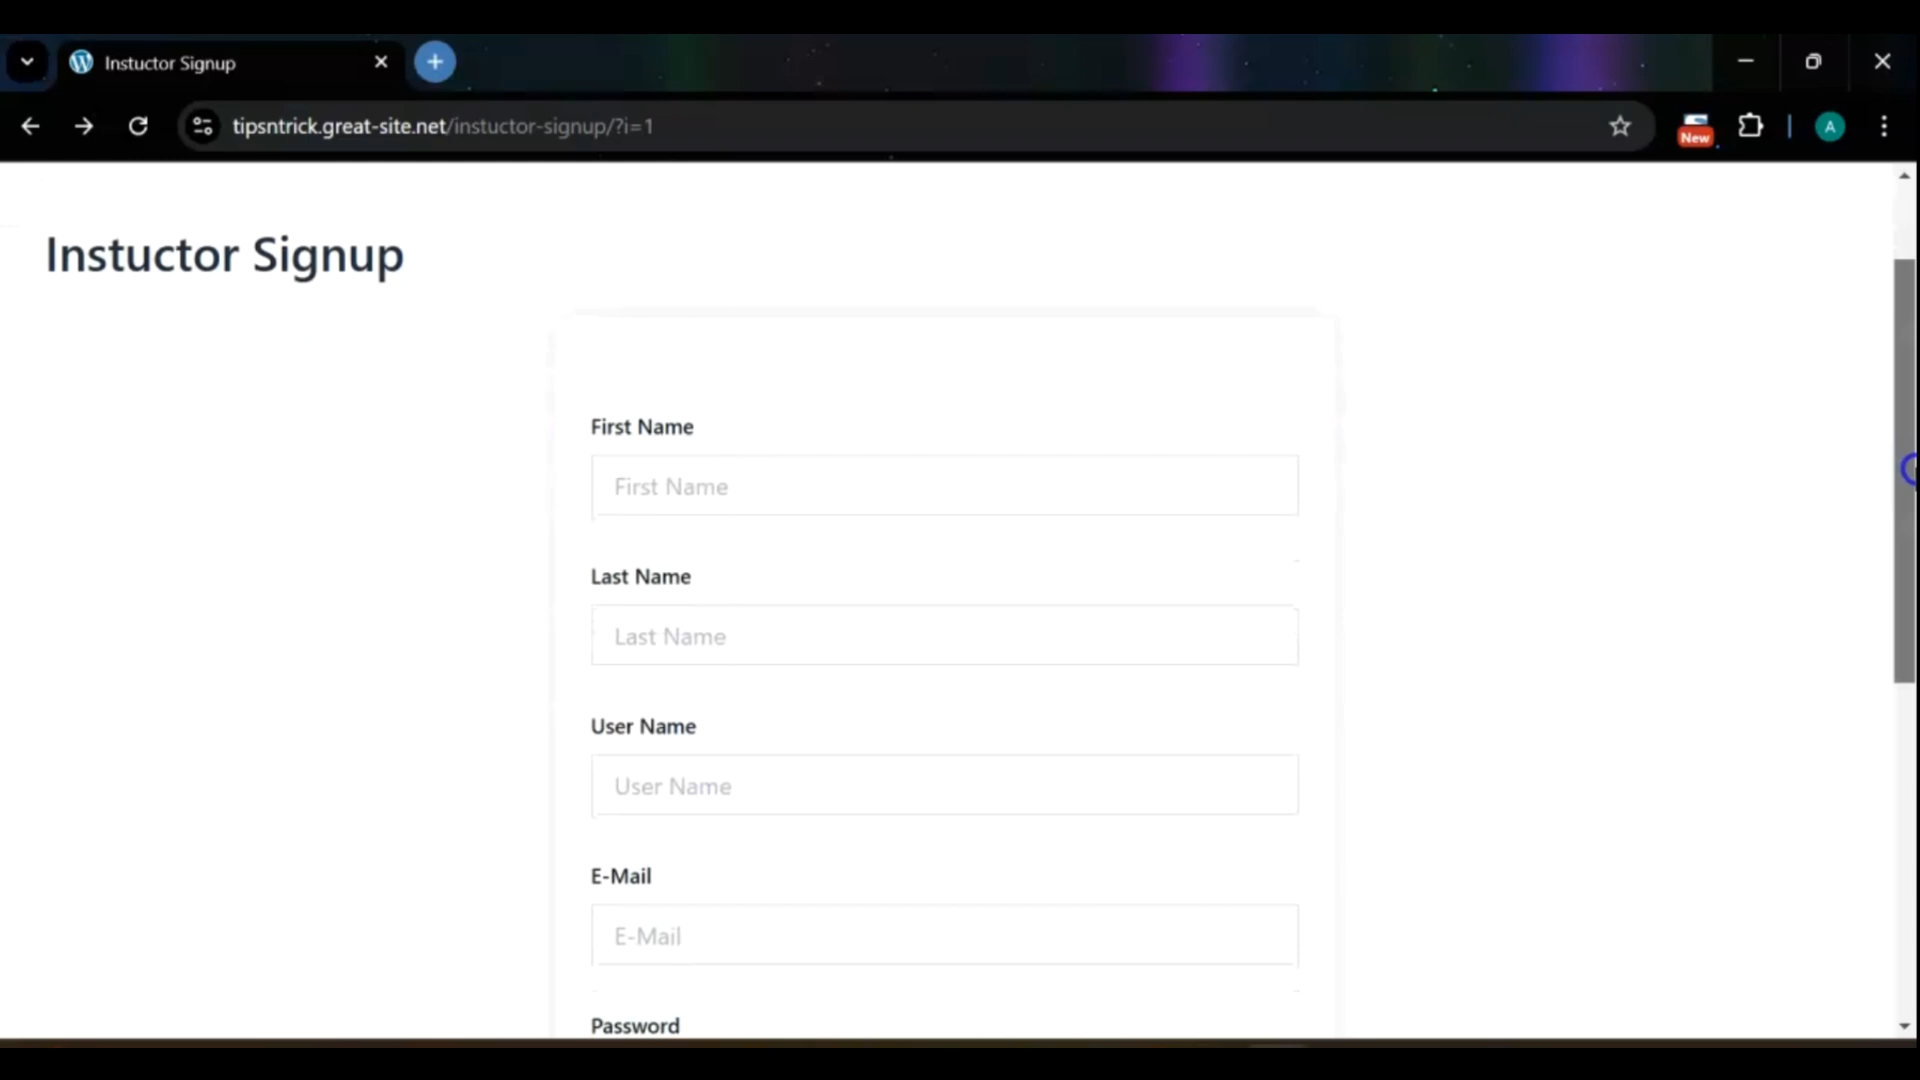 Instuctor Signup
tipsntrick.great-site.net/instuctor-signup/?i=1
New
A
Instuctor Signup
First Name
First Name
Last Name
Last Name
User Name
User Name
E-Mail
E-Mail
Password